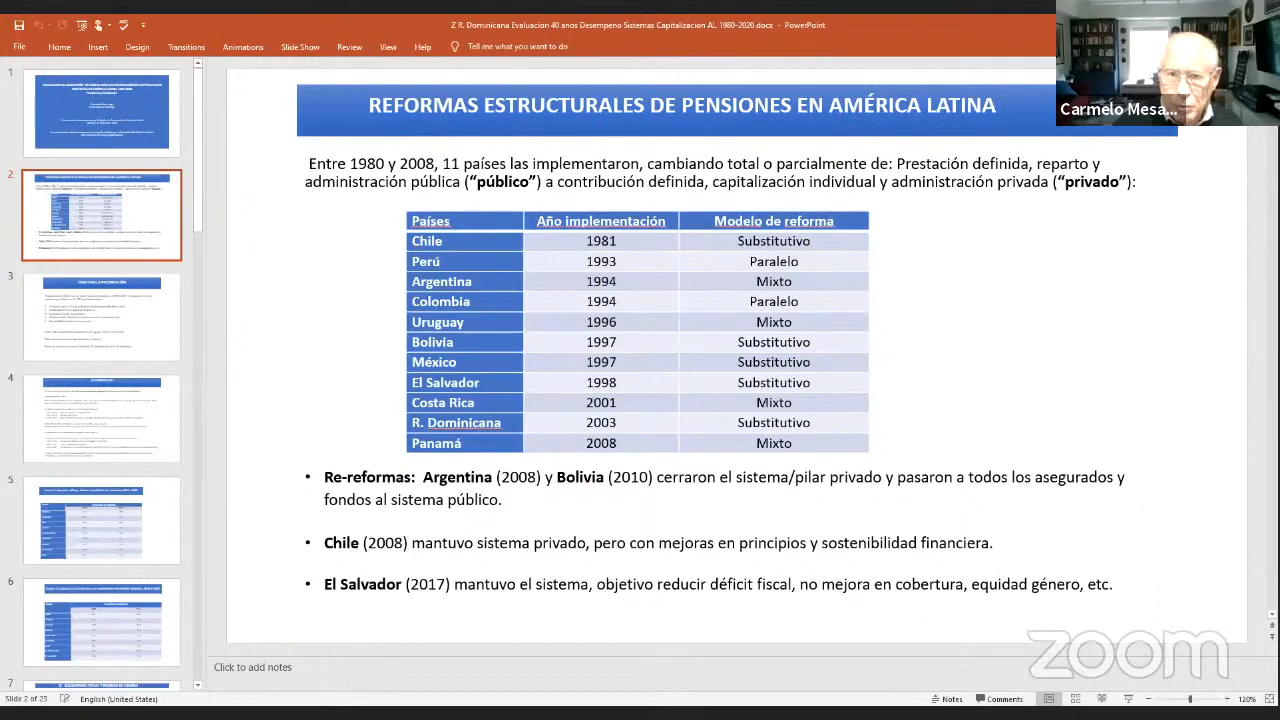 Z R. Dominicana Evaluacion 40 anos Desempeno Sistemas Capitalizacion AL 1980-2020.docx - PowerPoint
File Home Insert Design Transitions Animations Slide Show Review View Help Tell me what you want to do
Carmelo Mesa...
1
2
3
4
5
6
7
REFORMAS ESTRUCTURALES DE PENSIONES EN AMÉRICA LATINA
Entre 1980 y 2008, 11 países las implementaron, cambiando total o parcialmente de: Prestación definida, reparto y
administración pública (“público”) a contribución definida, capitalización individual y administración privada (“privado”):
Países Año implementación Modelo de reforma
Chile 1981 Substitutivo
Perú 1993 Paralelo
Argentina 1994 Mixto
Colombia 1994 Paralelo
Uruguay 1996 Mixto
Bolivia 1997 Substitutivo
México 1997 Substitutivo
El Salvador 1998 Substitutivo
Costa Rica 2001 Mixto
R. Dominicana 2003 Substitutivo
Panamá 2008 Mixto
• Re-reformas: Argentina (2008) y Bolivia (2010) cerraron el sistema/pilar privado y pasaron a todos los asegurados y
fondos al sistema público.
• Chile (2008) mantuvo sistema privado, pero con mejoras en principios y sostenibilidad financiera.
• El Salvador (2017) mantuvo el sistema, objetivo reducir déficit fiscal, no mejora en cobertura, equidad género, etc.
zoom
Click to add notes
Slide 2 of 23 English (United States) Notes Comments 120%